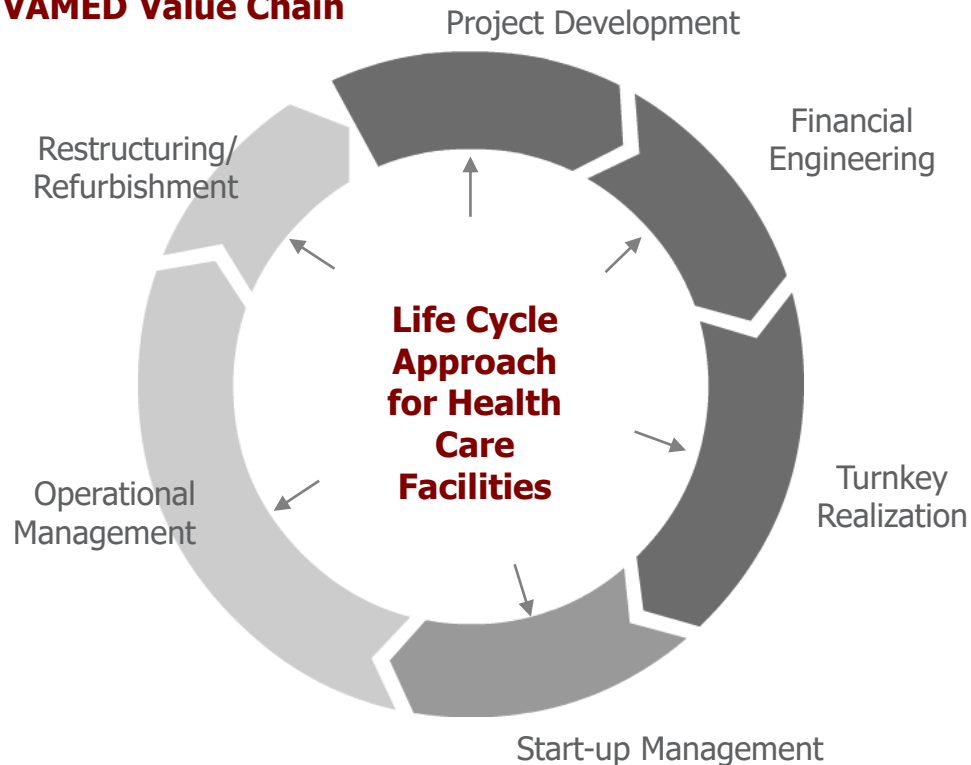 VAMED Value Chain
Project Development
Financial
Engineering
Restructuring/
Refurbishment
Life Cycle
Approach
for Health
Care
Facilities
Operational
Management
Turnkey
Realization
Start-up Management